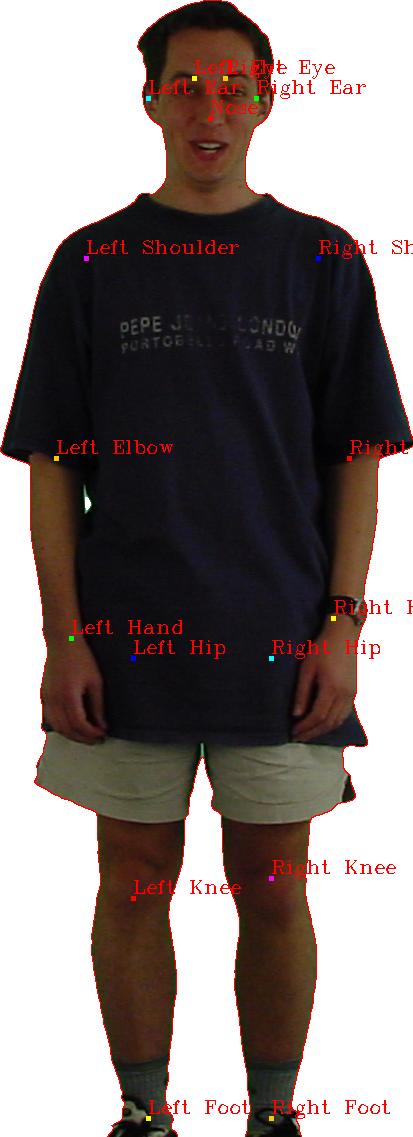 Left Eye
Right Eye
Left Ear
Right Ear
Nose
Left Shoulder
Right Sh
PEPE JEANS LONDON
PORTOBELLO ROAD W
Left Elbow
Right
Right H
Left Hand
Left Hip
Right Hip
Right Knee
Left Knee
Left Foot
Right Foot